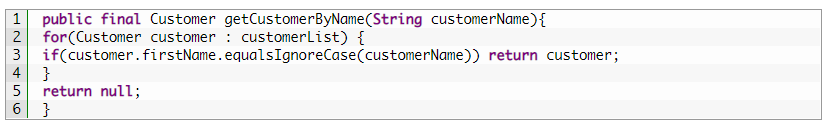 1 public final Customer getCustomerByName(String customerName){
2 for(Customer customer : customerList) {
3 if(customer.firstName.equalsIgnoreCase(customerName)) return customer;
4 }
5 return null;
6 }